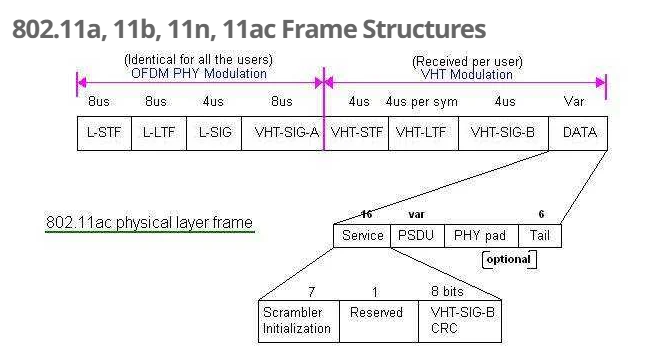 802.11a, 11b, 11n, 11ac Frame Structures
(Identical for all the users)
OFDM PHY Modulation
(Received per user)
VHT Modulation
8us 8us 4us 8us 4us 4us per sym 4us Var
L-STF L-LTF L-SIG VHT-SIG-A VHT-STF VHT-LTF VHT-SIG-B DATA
802.11ac physical layer frame
16 var 6
Service PSDU PHY pad Tail
[optional]
7 1 8 bits
Scrambler Initialization Reserved VHT-SIG-B CRC